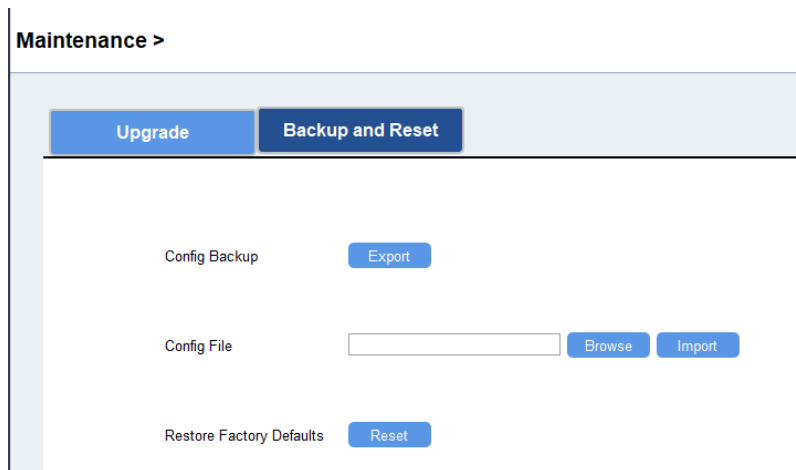 Maintenance >
Upgrade Backup and Reset
Config Backup Export
Config File Browse Import
Restore Factory Defaults Reset